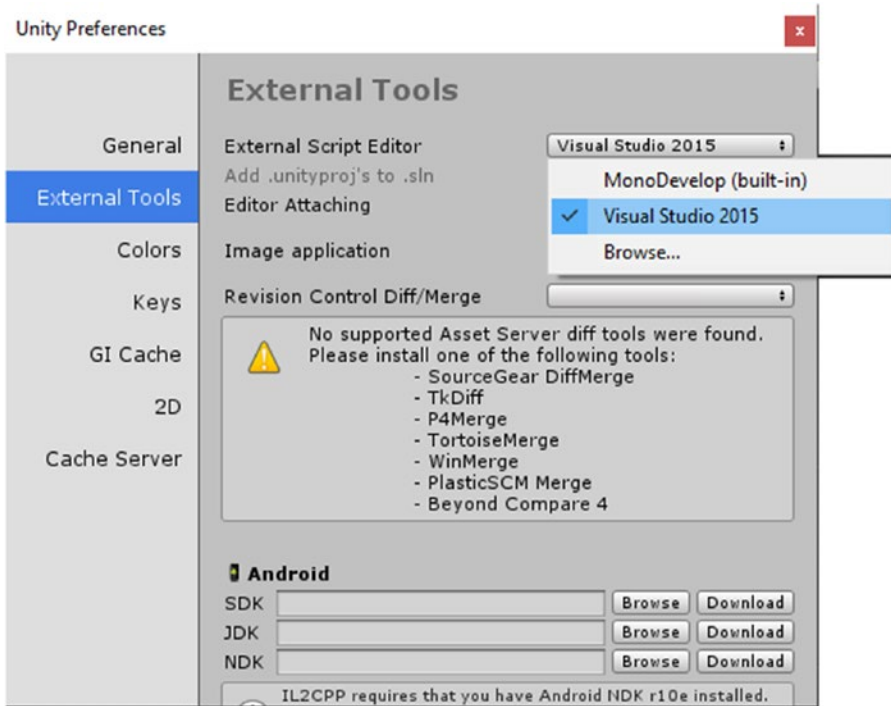 Unity Preferences
x
External Tools
General
External Tools
Colors
Keys
GI Cache
2D
Cache Server
External Script Editor
Visual Studio 2015
Add .unityproj's to .sln
Editor Attaching
Image application
MonoDevelop (built-in)
Visual Studio 2015
Browse...
Revision Control Diff/Merge
No supported Asset Server diff tools were found.
Please install one of the following tools:
- SourceGear DiffMerge
- TkDiff
- P4Merge
- TortoiseMerge
- WinMerge
- PlasticSCM Merge
- Beyond Compare 4
Android
SDK Browse Download
JDK Browse Download
NDK Browse Download
IL2CPP requires that you have Android NDK r10e installed.